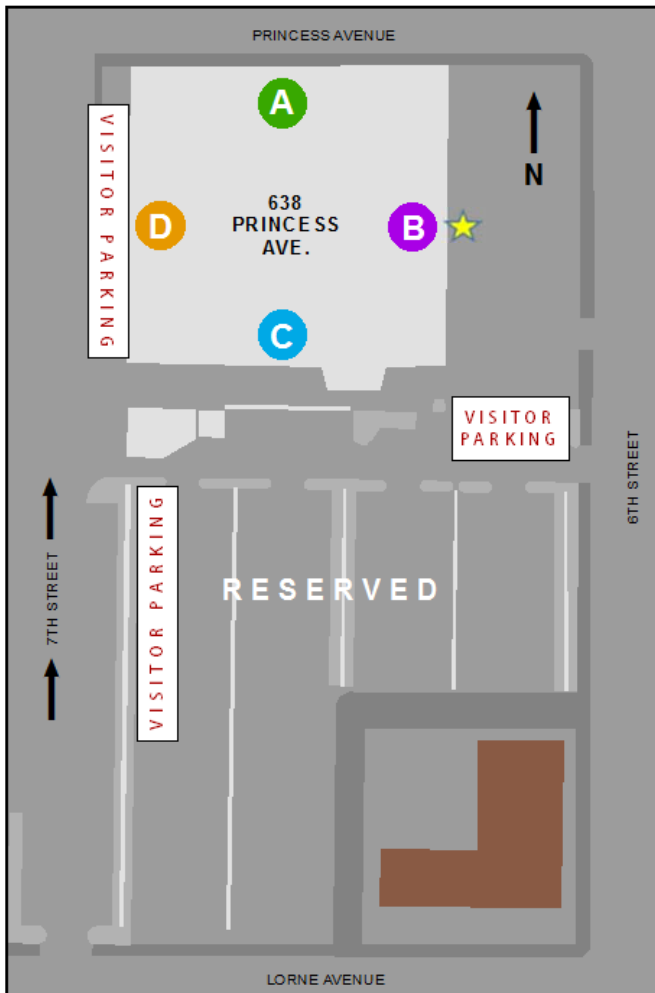 PRINCESS AVENUE
A
N
VISITOR PARKING
D
638
PRINCESS
AVE.
B
C
VISITOR
PARKING
6TH STREET
VISITOR PARKING
7TH STREET
RESERVED
LORNE AVENUE